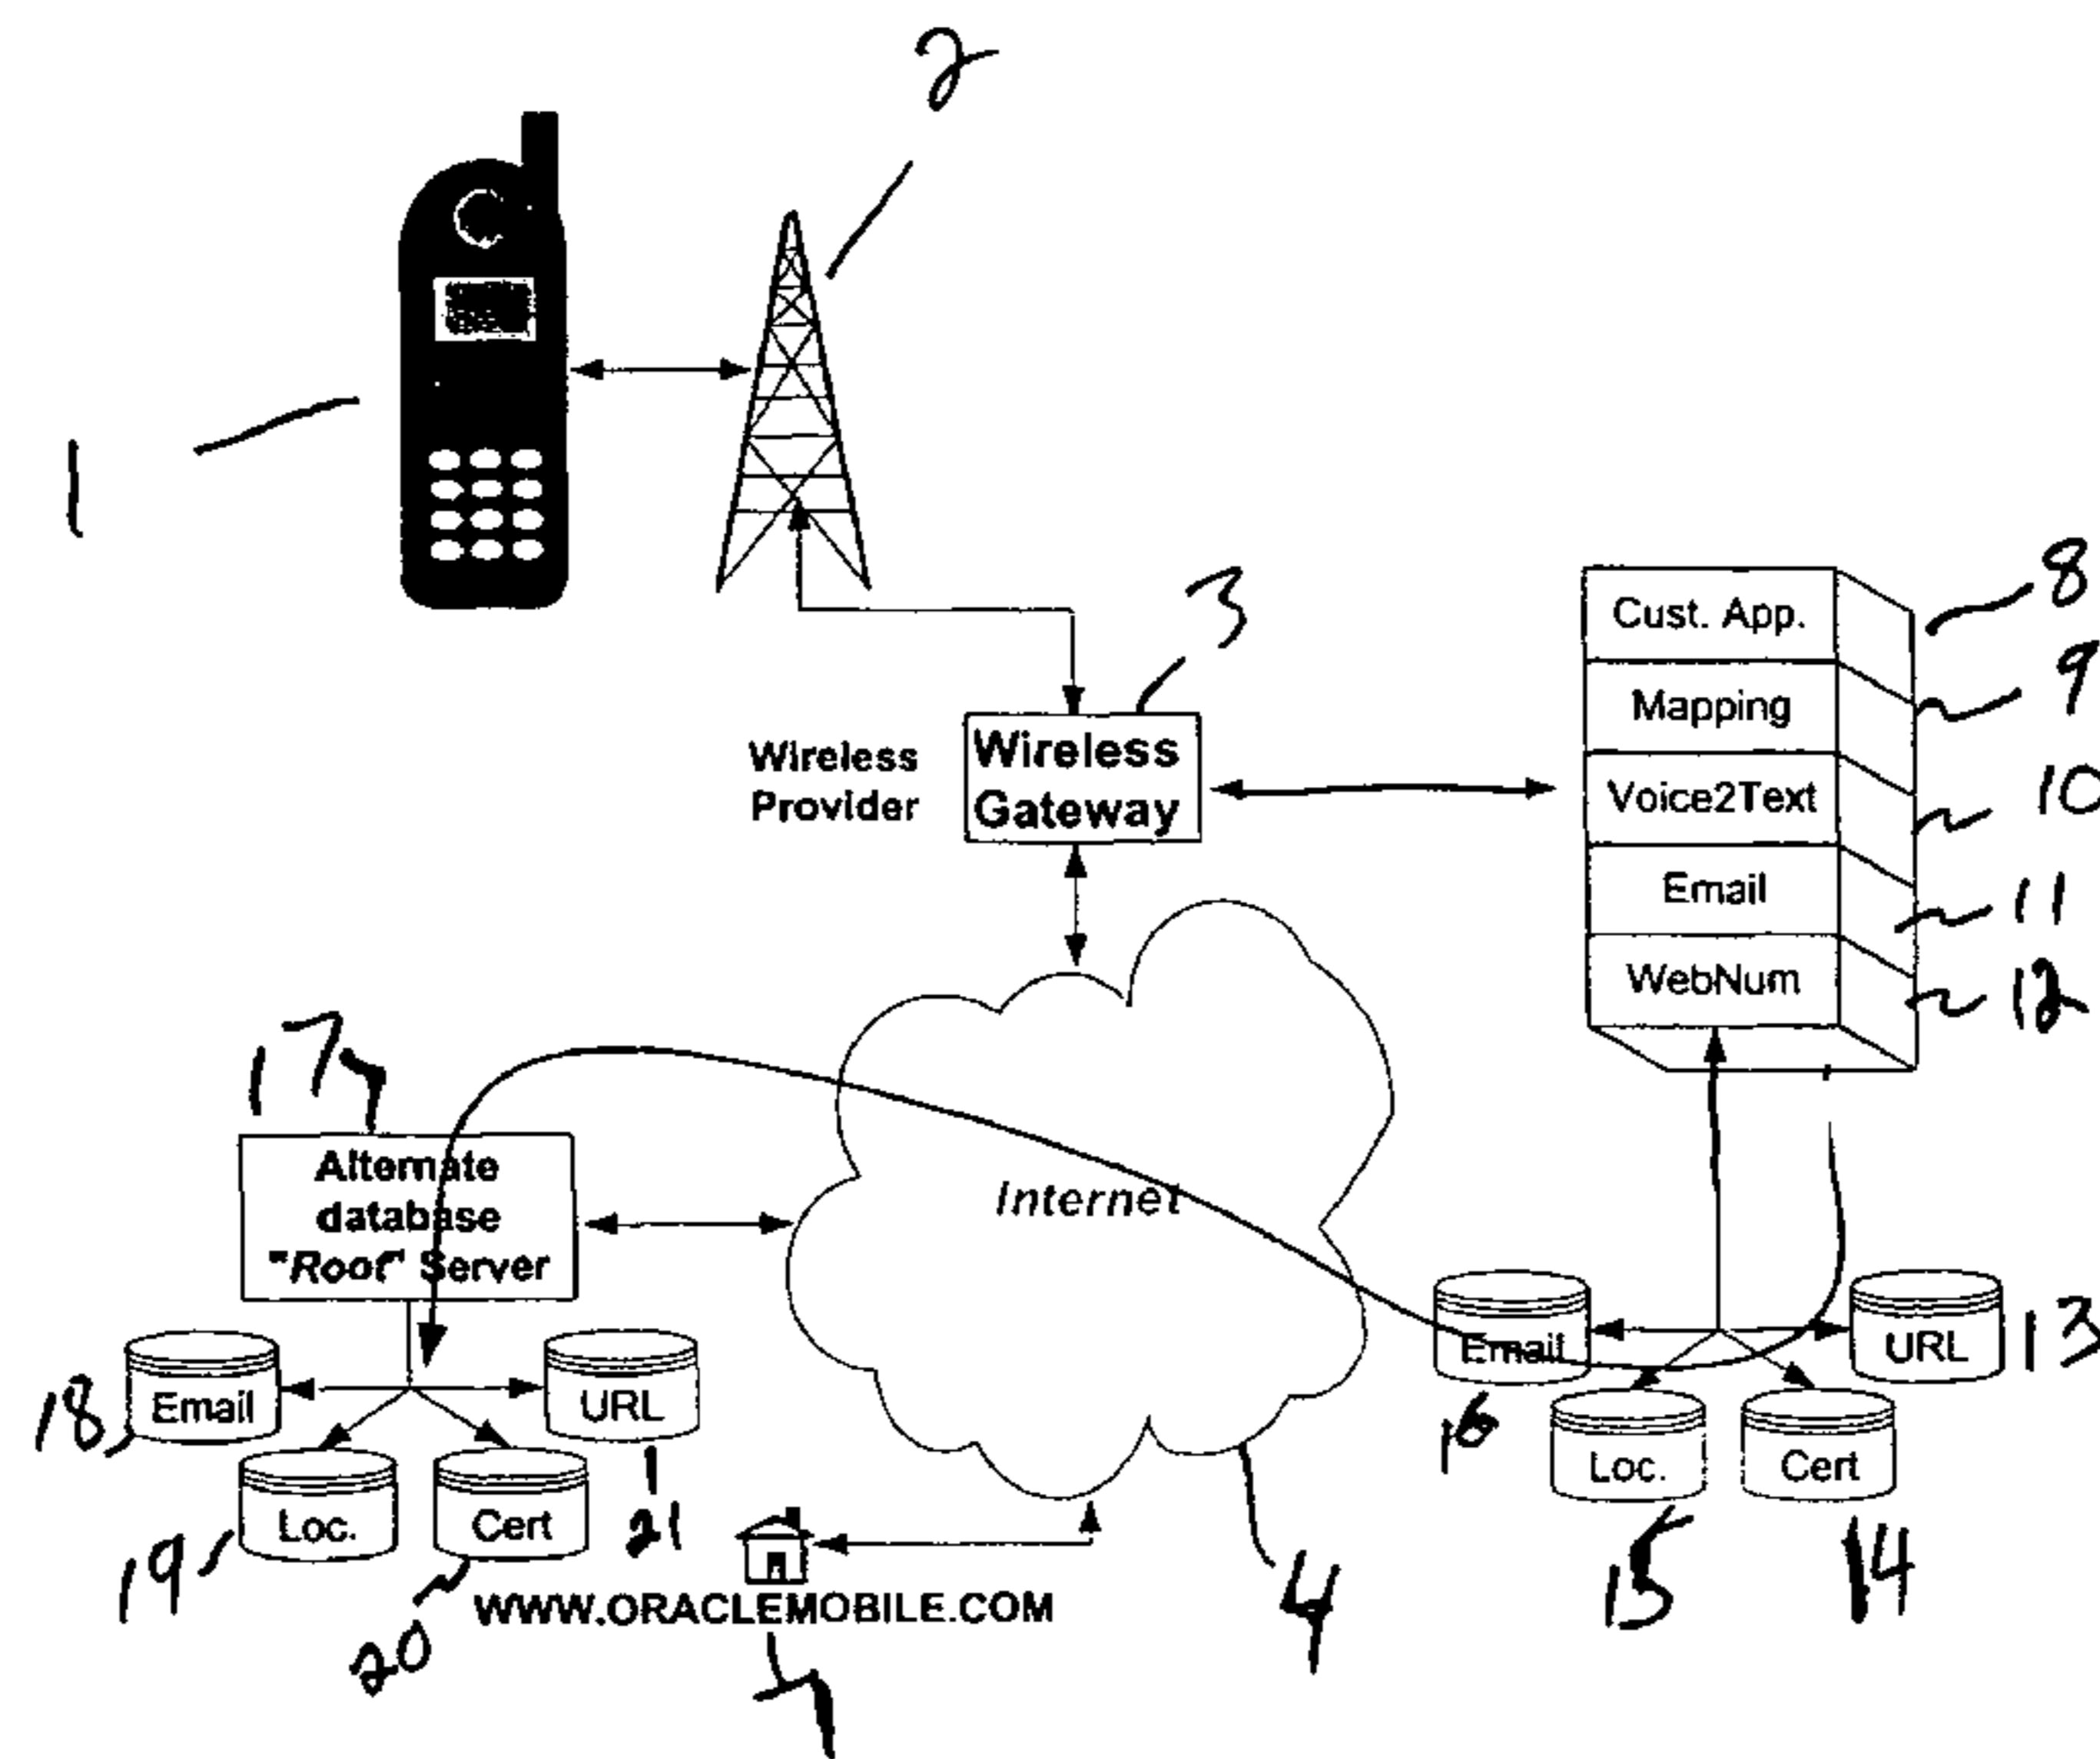 2
1
3
Wireless
Provider
Wireless
Gateway
Cust. App.
Mapping
Voice2Text
Email
WebNum
8
9
10
11
12
17
Alternate
database
"Root" Server
Internet
Email
URL
Loc.
Cert
18
19
20
21
Email
URL
Loc.
Cert
16
13
15
14
WWW.ORACLEMOBILE.COM
4